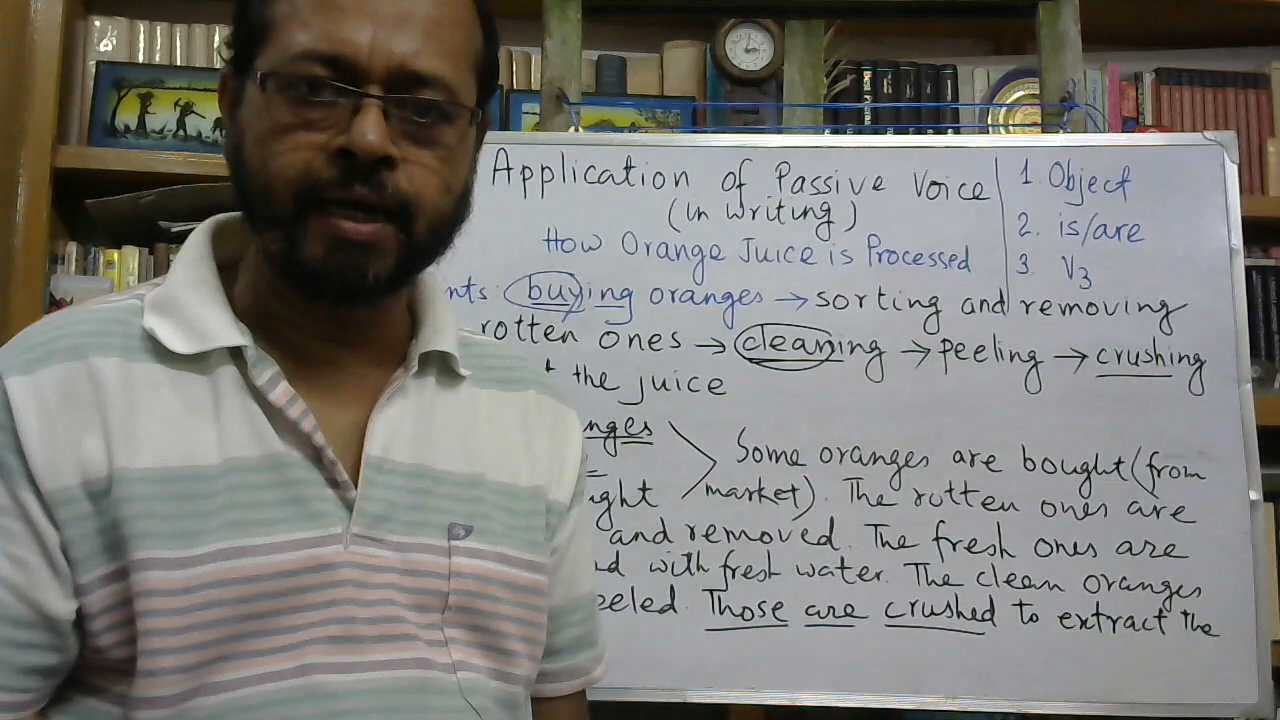 Application of Passive Voice
(In Writing)
How Orange Juice is Processed
1. Object
2. is/are
3. V3
nts: buying oranges → sorting and removing
rotten ones → cleaning → peeling → crushing
the juice
nges
=
ught
Some oranges are bought (from
market). The rotten ones are
and removed. The fresh ones are
ed with fresh water. The clean oranges
eeled. Those are crushed to extract the